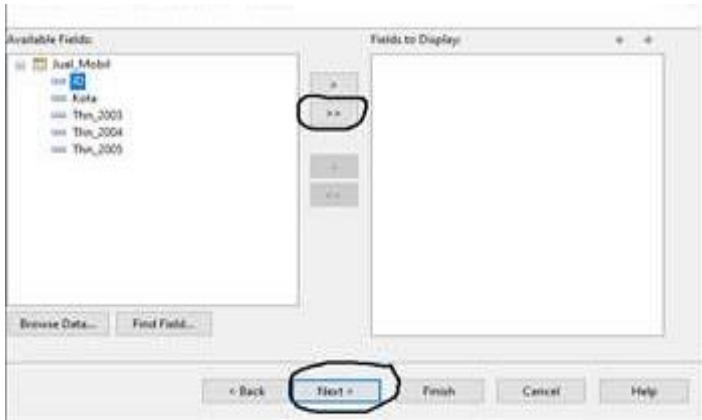 Available Fields:
Fields to Display:
Jual_Mobil
ID
Kota
Thn_2003
Thn_2004
Thn_2005
>
>>
<
<<
Browse Data...
Find Field...
< Back
Next >
Finish
Cancel
Help